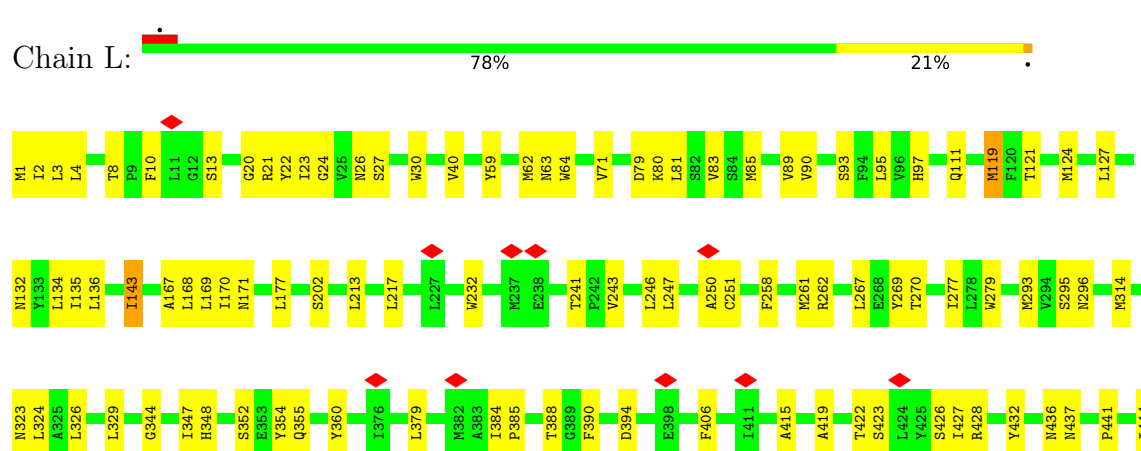 Chain L:
78%
21%
M1 I2 L3 L4 T8 P9 F10 L11 G12 S13 G20 R21 Y22 I23 G24 V25 N26 S27 W30 V40 Y59 M62 N63 W64 V71 D79 K80 L81 S82 V83 S84 M85 V89 V90 S93 F94 L95 V96 H97 Q111 M119 F120 T121 M124 L127
N132 Y133 L134 I135 L136 I143 A167 L168 L169 I170 N171 L177 S202 L213 L217 L227 W232 M237 E238 T241 P242 V243 L246 L247 A250 C251 F258 M261 R262 L267 E268 Y269 T270 I277 L278 W279 M293 V294 S295 N296 M314
N323 L324 A325 L326 L329 G344 I347 H348 S352 E353 Y354 Q355 Y360 I376 L379 M382 A383 I384 P385 T388 G389 F390 D394 E398 F406 I411 A415 A419 T422 S423 L424 Y425 S426 I427 R428 Y432 N436 N437 P441